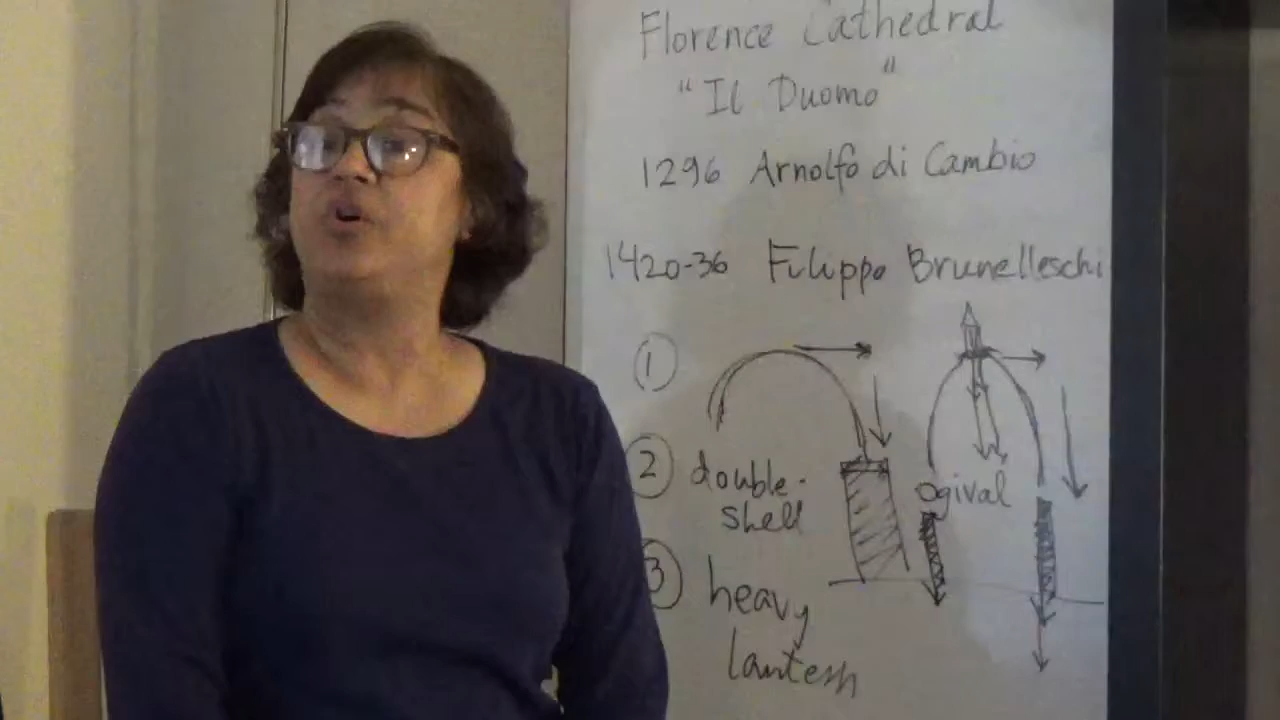 Florence Cathedral
"Il Duomo"
1296 Arnolfo di Cambio
1420-36 Filippo Brunelleschi
1
2 double-
shell
Ogival
3 heavy
lantern